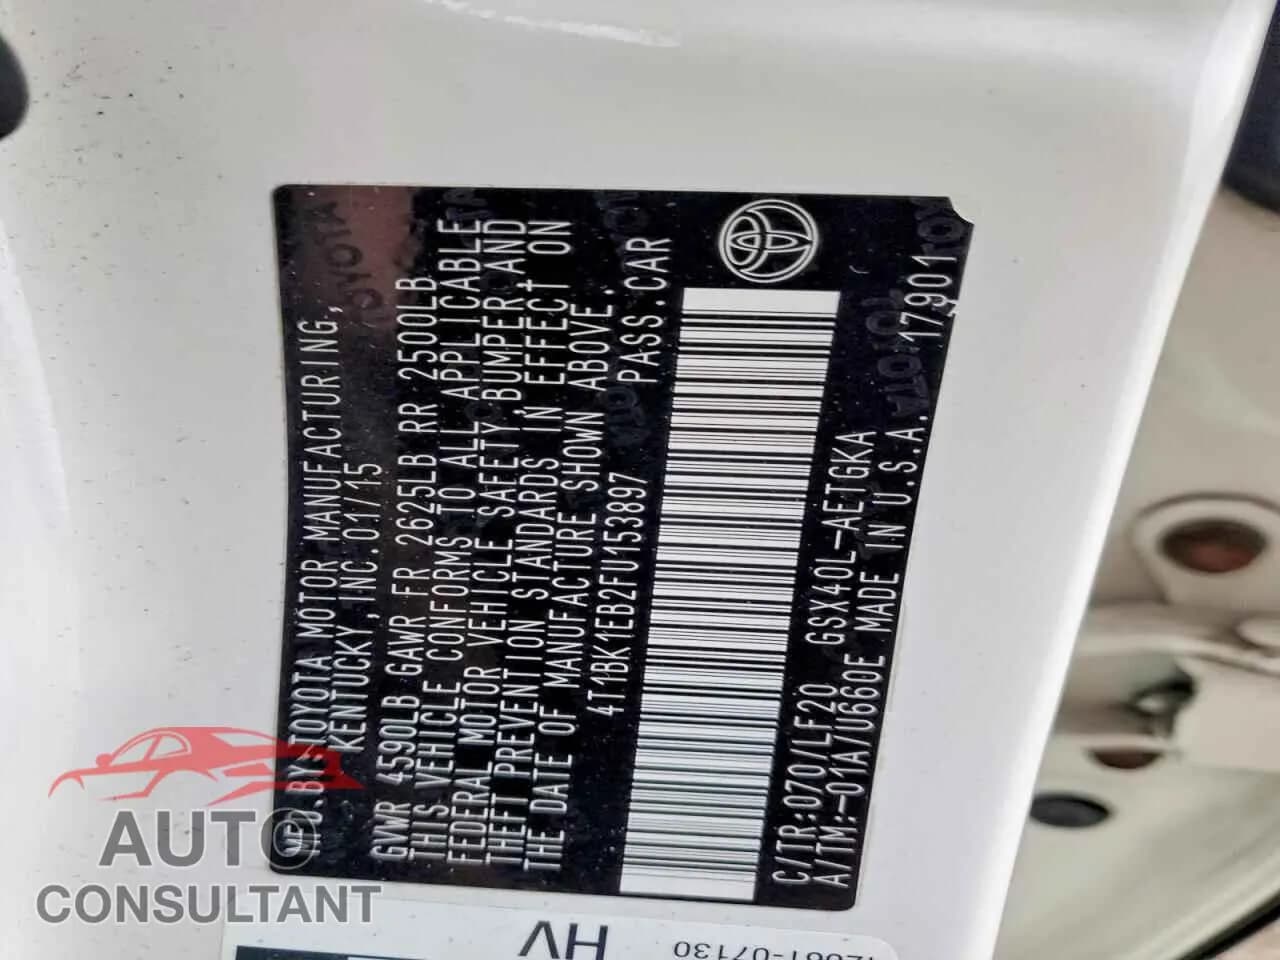 MFD.BY:TOYOTA MOTOR MANUFACTURING,
KENTUCKY,INC.01/15
GVWR 4590LB GAWR FR 2625LB RR 2500LB
THIS VEHICLE CONFORMS TO ALL APPLICABLE
FEDERAL MOTOR VEHICLE SAFETY,BUMPER,AND
THEFT PREVENTION STANDARDS IN EFFECT ON
THE DATE OF MANUFACTURE SHOWN ABOVE.
4T1BK1EB2FU153897 PASS.CAR
C/TR:070/LF20 GSX40L-AETGKA
A/TM:-01A/U660E MADE IN U.S.A. 17901
TOYOTA
TOYOTA
HV
AUTO
CONSULTANT